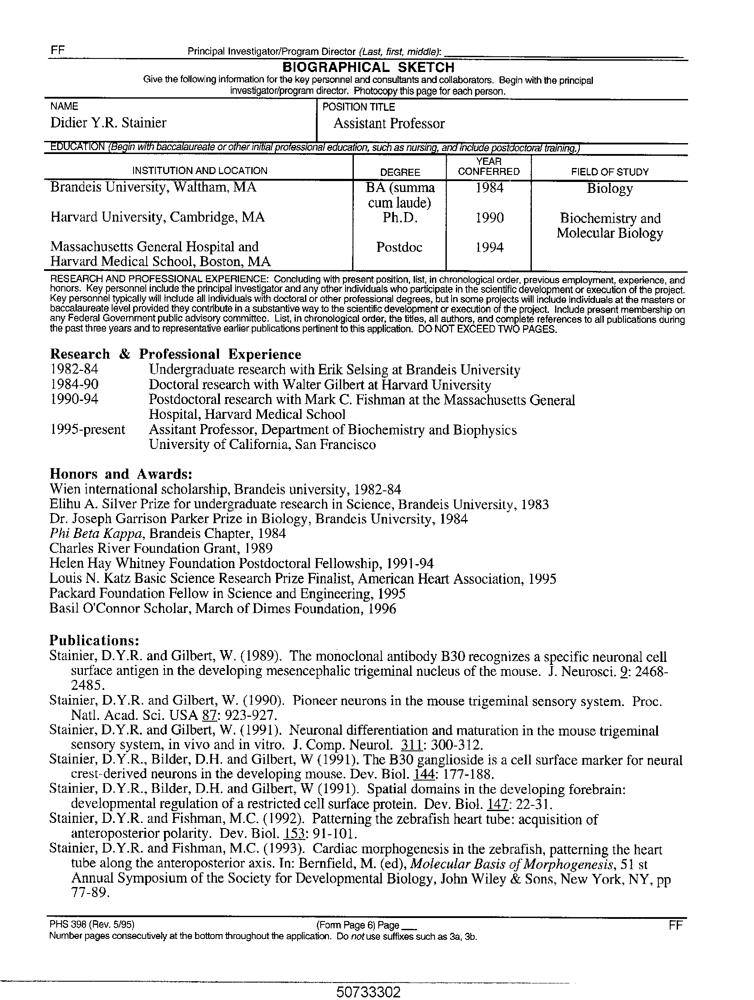 FF Principal Investigator/Program Director (Last, first, middle):
BIOGRAPHICAL SKETCH
Give the following information for the key personnel and consultants and collaborators. Begin with the principal
investigator/program director. Photocopy this page for each person.
NAME POSITION TITLE
Didier Y.R. Stainier Assistant Professor
EDUCATION (Begin with baccalaureate or other initial professional education, such as nursing, and include postdoctoral training.)
INSTITUTION AND LOCATION DEGREE YEAR CONFERRED FIELD OF STUDY
Brandeis University, Waltham, MA BA (summa 1984 Biology
cum laude)
Harvard University, Cambridge, MA Ph.D. 1990 Biochemistry and
Molecular Biology
Massachusetts General Hospital and Postdoc 1994
Harvard Medical School, Boston, MA
RESEARCH AND PROFESSIONAL EXPERIENCE: Concluding with present position, list, in chronological order, previous employment, experience, and
honors. Key personnel include the principal investigator and any other individuals who participate in the scientific development or execution of the project.
Key personnel typically will include all individuals with doctoral or other professional degrees, but in some projects will include individuals at the masters or
baccalaureate level provided they contribute in a substantive way to the scientific development or execution of the project. Include present membership on
any Federal Government public advisory committee. List, in chronological order, the titles, all authors, and complete references to all publications during
the past three years and to representative earlier publications pertinent to this application. DO NOT EXCEED TWO PAGES.
Research & Professional Experience
1982-84 Undergraduate research with Erik Selsing at Brandeis University
1984-90 Doctoral research with Walter Gilbert at Harvard University
1990-94 Postdoctoral research with Mark C. Fishman at the Massachusetts General
Hospital, Harvard Medical School
1995-present Assitant Professor, Department of Biochemistry and Biophysics
University of California, San Francisco
Honors and Awards:
Wien international scholarship, Brandeis university, 1982-84
Elihu A. Silver Prize for undergraduate research in Science, Brandeis University, 1983
Dr. Joseph Garrison Parker Prize in Biology, Brandeis University, 1984
Phi Beta Kappa, Brandeis Chapter, 1984
Charles River Foundation Grant, 1989
Helen Hay Whitney Foundation Postdoctoral Fellowship, 1991-94
Louis N. Katz Basic Science Research Prize Finalist, American Heart Association, 1995
Packard Foundation Fellow in Science and Engineering, 1995
Basil O'Connor Scholar, March of Dimes Foundation, 1996
Publications:
Stainier, D.Y.R. and Gilbert, W. (1989). The monoclonal antibody B30 recognizes a specific neuronal cell
surface antigen in the developing mesencephalic trigeminal nucleus of the mouse. J. Neurosci. 9: 2468-
2485.
Stainier, D.Y.R. and Gilbert, W. (1990). Pioneer neurons in the mouse trigeminal sensory system. Proc.
Natl. Acad. Sci. USA 87: 923-927.
Stainier, D.Y.R. and Gilbert, W. (1991). Neuronal differentiation and maturation in the mouse trigeminal
sensory system, in vivo and in vitro. J. Comp. Neurol. 311: 300-312.
Stainier, D.Y.R., Bilder, D.H. and Gilbert, W (1991). The B30 ganglioside is a cell surface marker for neural
crest-derived neurons in the developing mouse. Dev. Biol. 144: 177-188.
Stainier, D.Y.R., Bilder, D.H. and Gilbert, W (1991). Spatial domains in the developing forebrain:
developmental regulation of a restricted cell surface protein. Dev. Biol. 147: 22-31.
Stainier, D.Y.R. and Fishman, M.C. (1992). Patterning the zebrafish heart tube: acquisition of
anteroposterior polarity. Dev. Biol. 153: 91-101.
Stainier, D.Y.R. and Fishman, M.C. (1993). Cardiac morphogenesis in the zebrafish, patterning the heart
tube along the anteroposterior axis. In: Bernfield, M. (ed), Molecular Basis of Morphogenesis, 51 st
Annual Symposium of the Society for Developmental Biology, John Wiley & Sons, New York, NY, pp
77-89.
PHS 398 (Rev. 5/95) (Form Page 6) Page FF
Number pages consecutively at the bottom throughout the application. Do not use suffixes such as 3a, 3b.
50733302